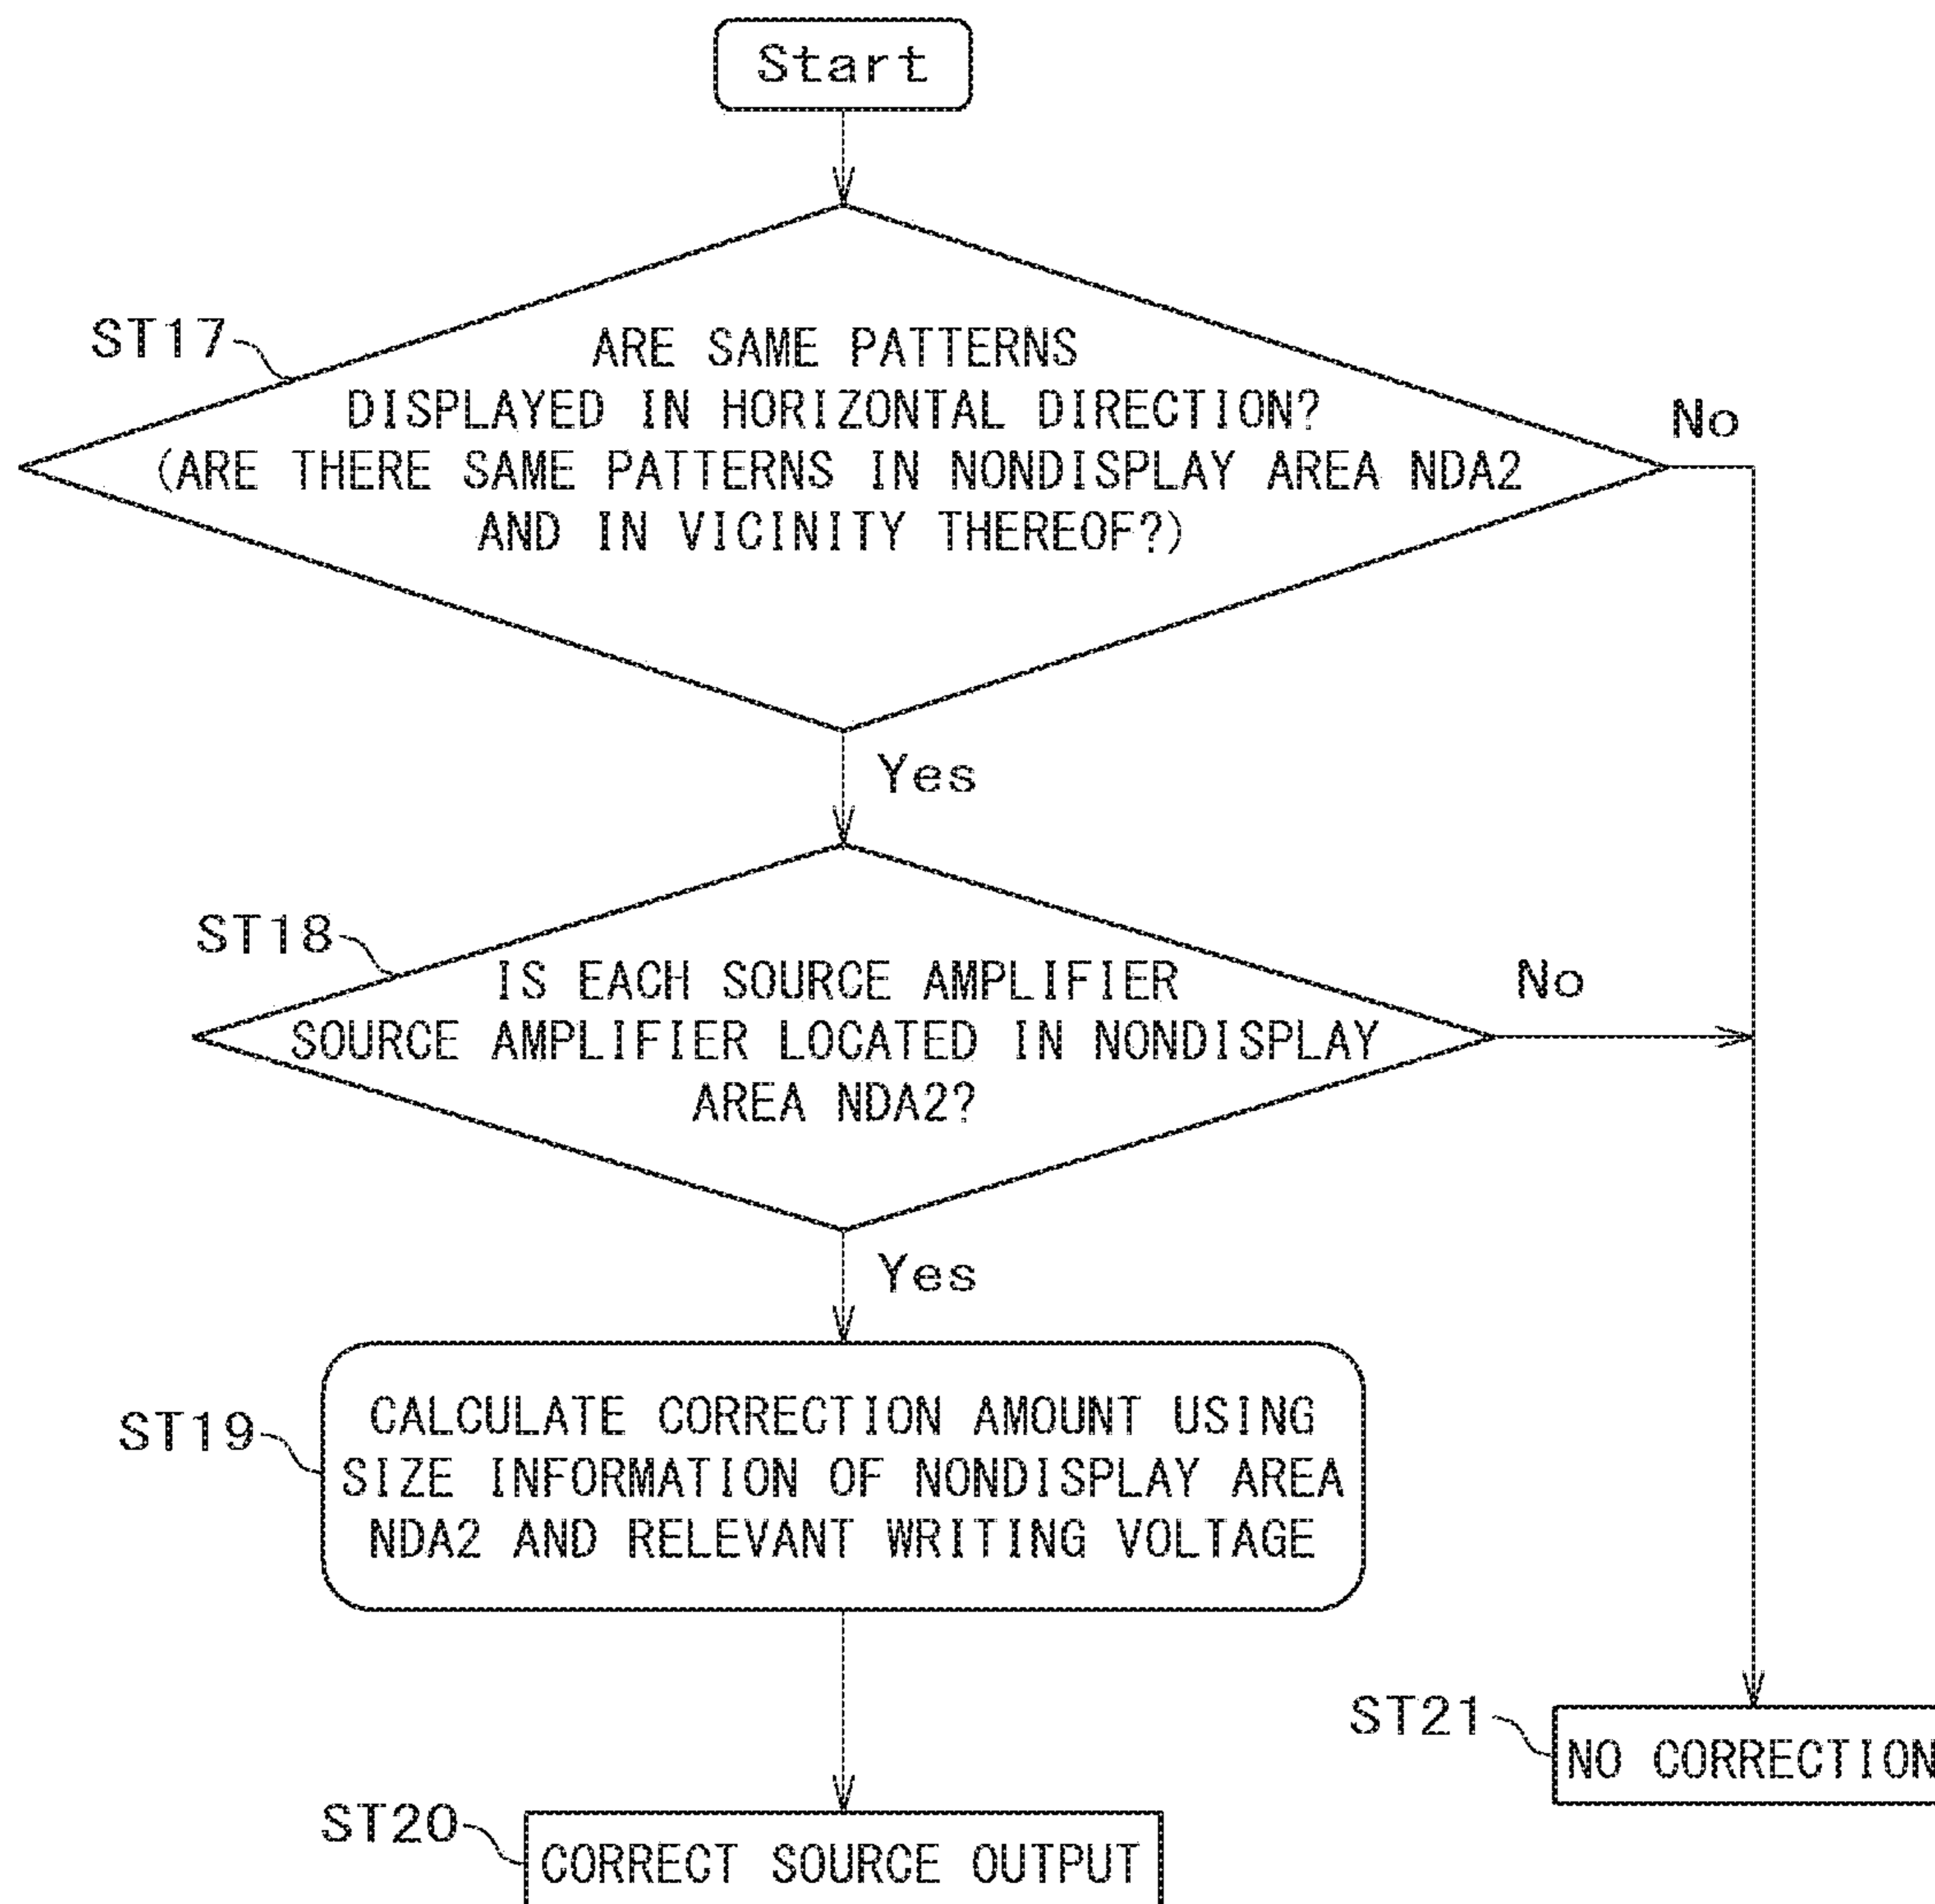 Start
ST17
ARE SAME PATTERNS
DISPLAYED IN HORIZONTAL DIRECTION?
(ARE THERE SAME PATTERNS IN NONDISPLAY AREA NDA2
AND IN VICINITY THEREOF?)
No
Yes
ST18
IS EACH SOURCE AMPLIFIER
SOURCE AMPLIFIER LOCATED IN NONDISPLAY
AREA NDA2?
No
Yes
ST19
CALCULATE CORRECTION AMOUNT USING
SIZE INFORMATION OF NONDISPLAY AREA
NDA2 AND RELEVANT WRITING VOLTAGE
ST21
NO CORRECTION
ST20
CORRECT SOURCE OUTPUT